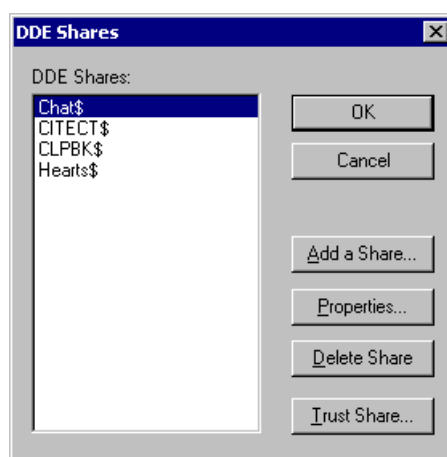 DDE Shares
DDE Shares:
Chat$
CITECT$
CLPBK$
Hearts$
OK
Cancel
Add a Share...
Properties...
Delete Share
Trust Share...